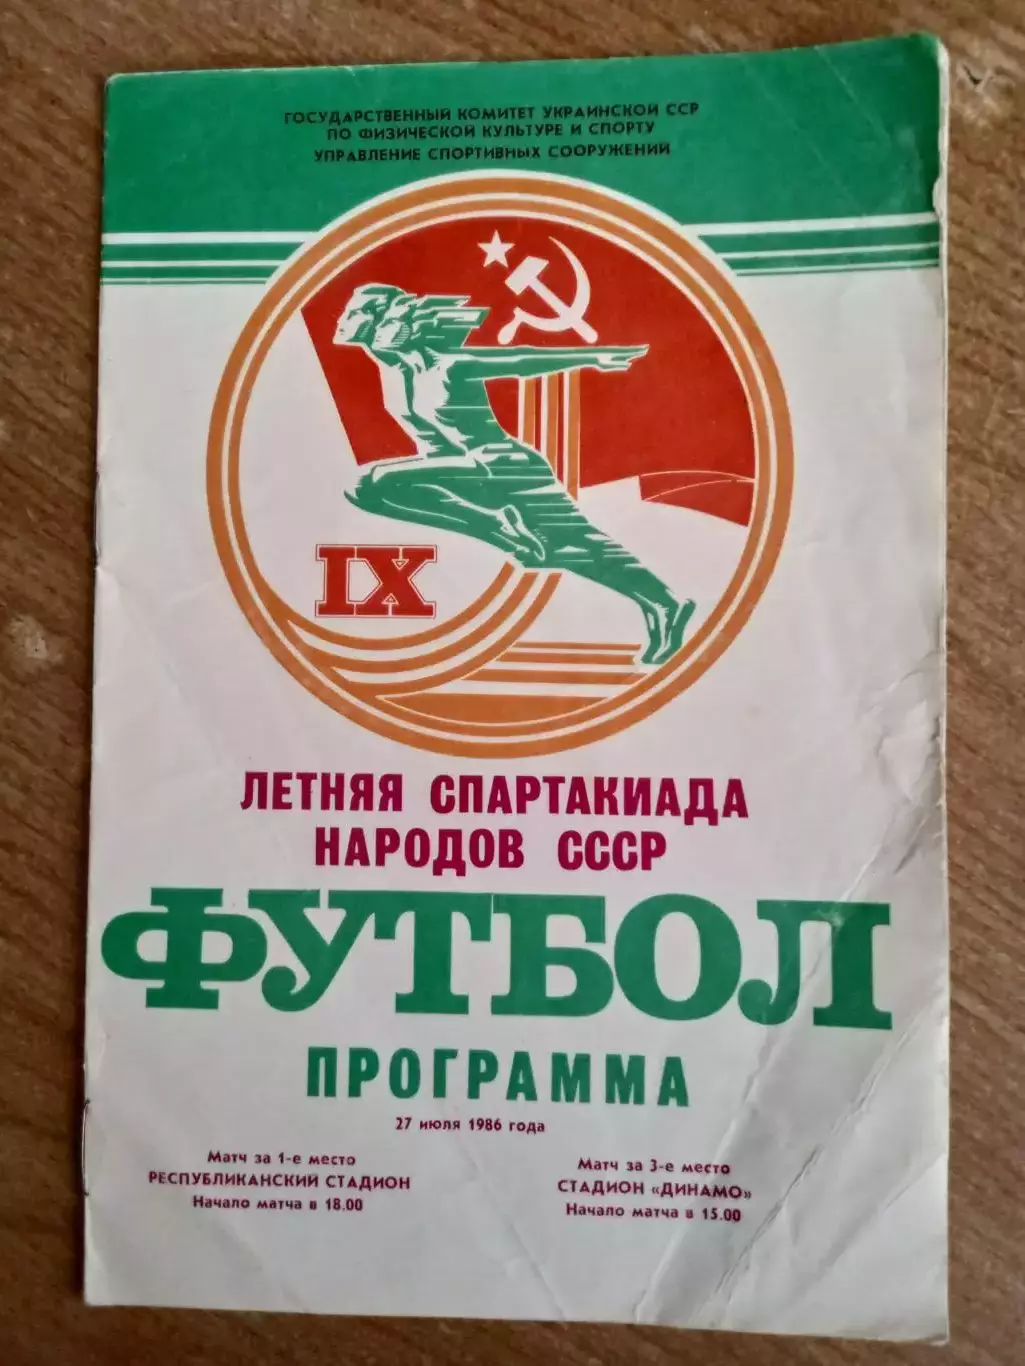 ГОСУДАРСТВЕННЫЙ КОМИТЕТ УКРАИНСКОЙ ССР
ПО ФИЗИЧЕСКОЙ КУЛЬТУРЕ И СПОРТУ
УПРАВЛЕНИЕ СПОРТИВНЫХ СООРУЖЕНИЙ
IX
ЛЕТНЯЯ СПАРТАКИАДА
НАРОДОВ СССР
ФУТБОЛ
ПРОГРАММА
27 июля 1986 года
Матч за 1-е место
РЕСПУБЛИКАНСКИЙ СТАДИОН
Начало матча в 18.00
Матч за 3-е место
СТАДИОН «ДИНАМО»
Начало матча в 15.00